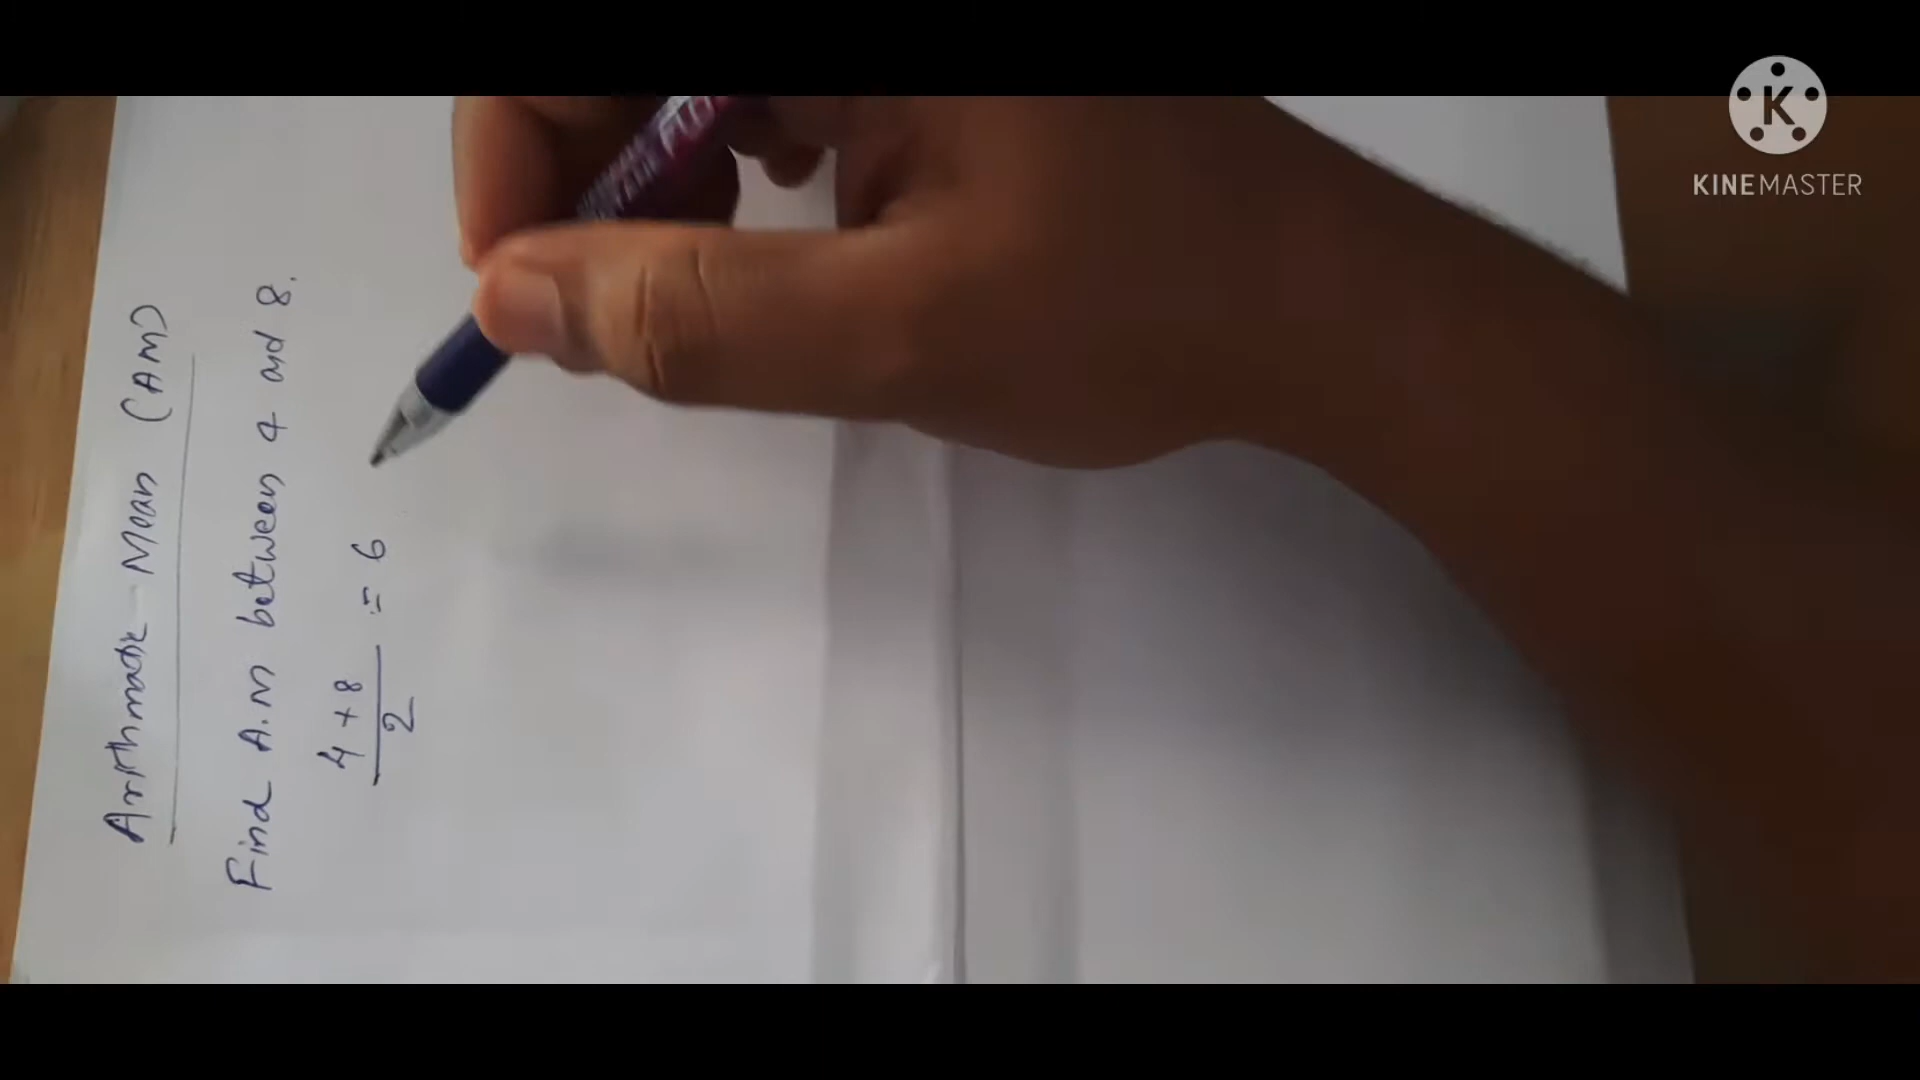 Arithmatic Mean (AM)
Find A.M between 4 and 8.
4 + 8
2
= 6
K
KINEMASTER